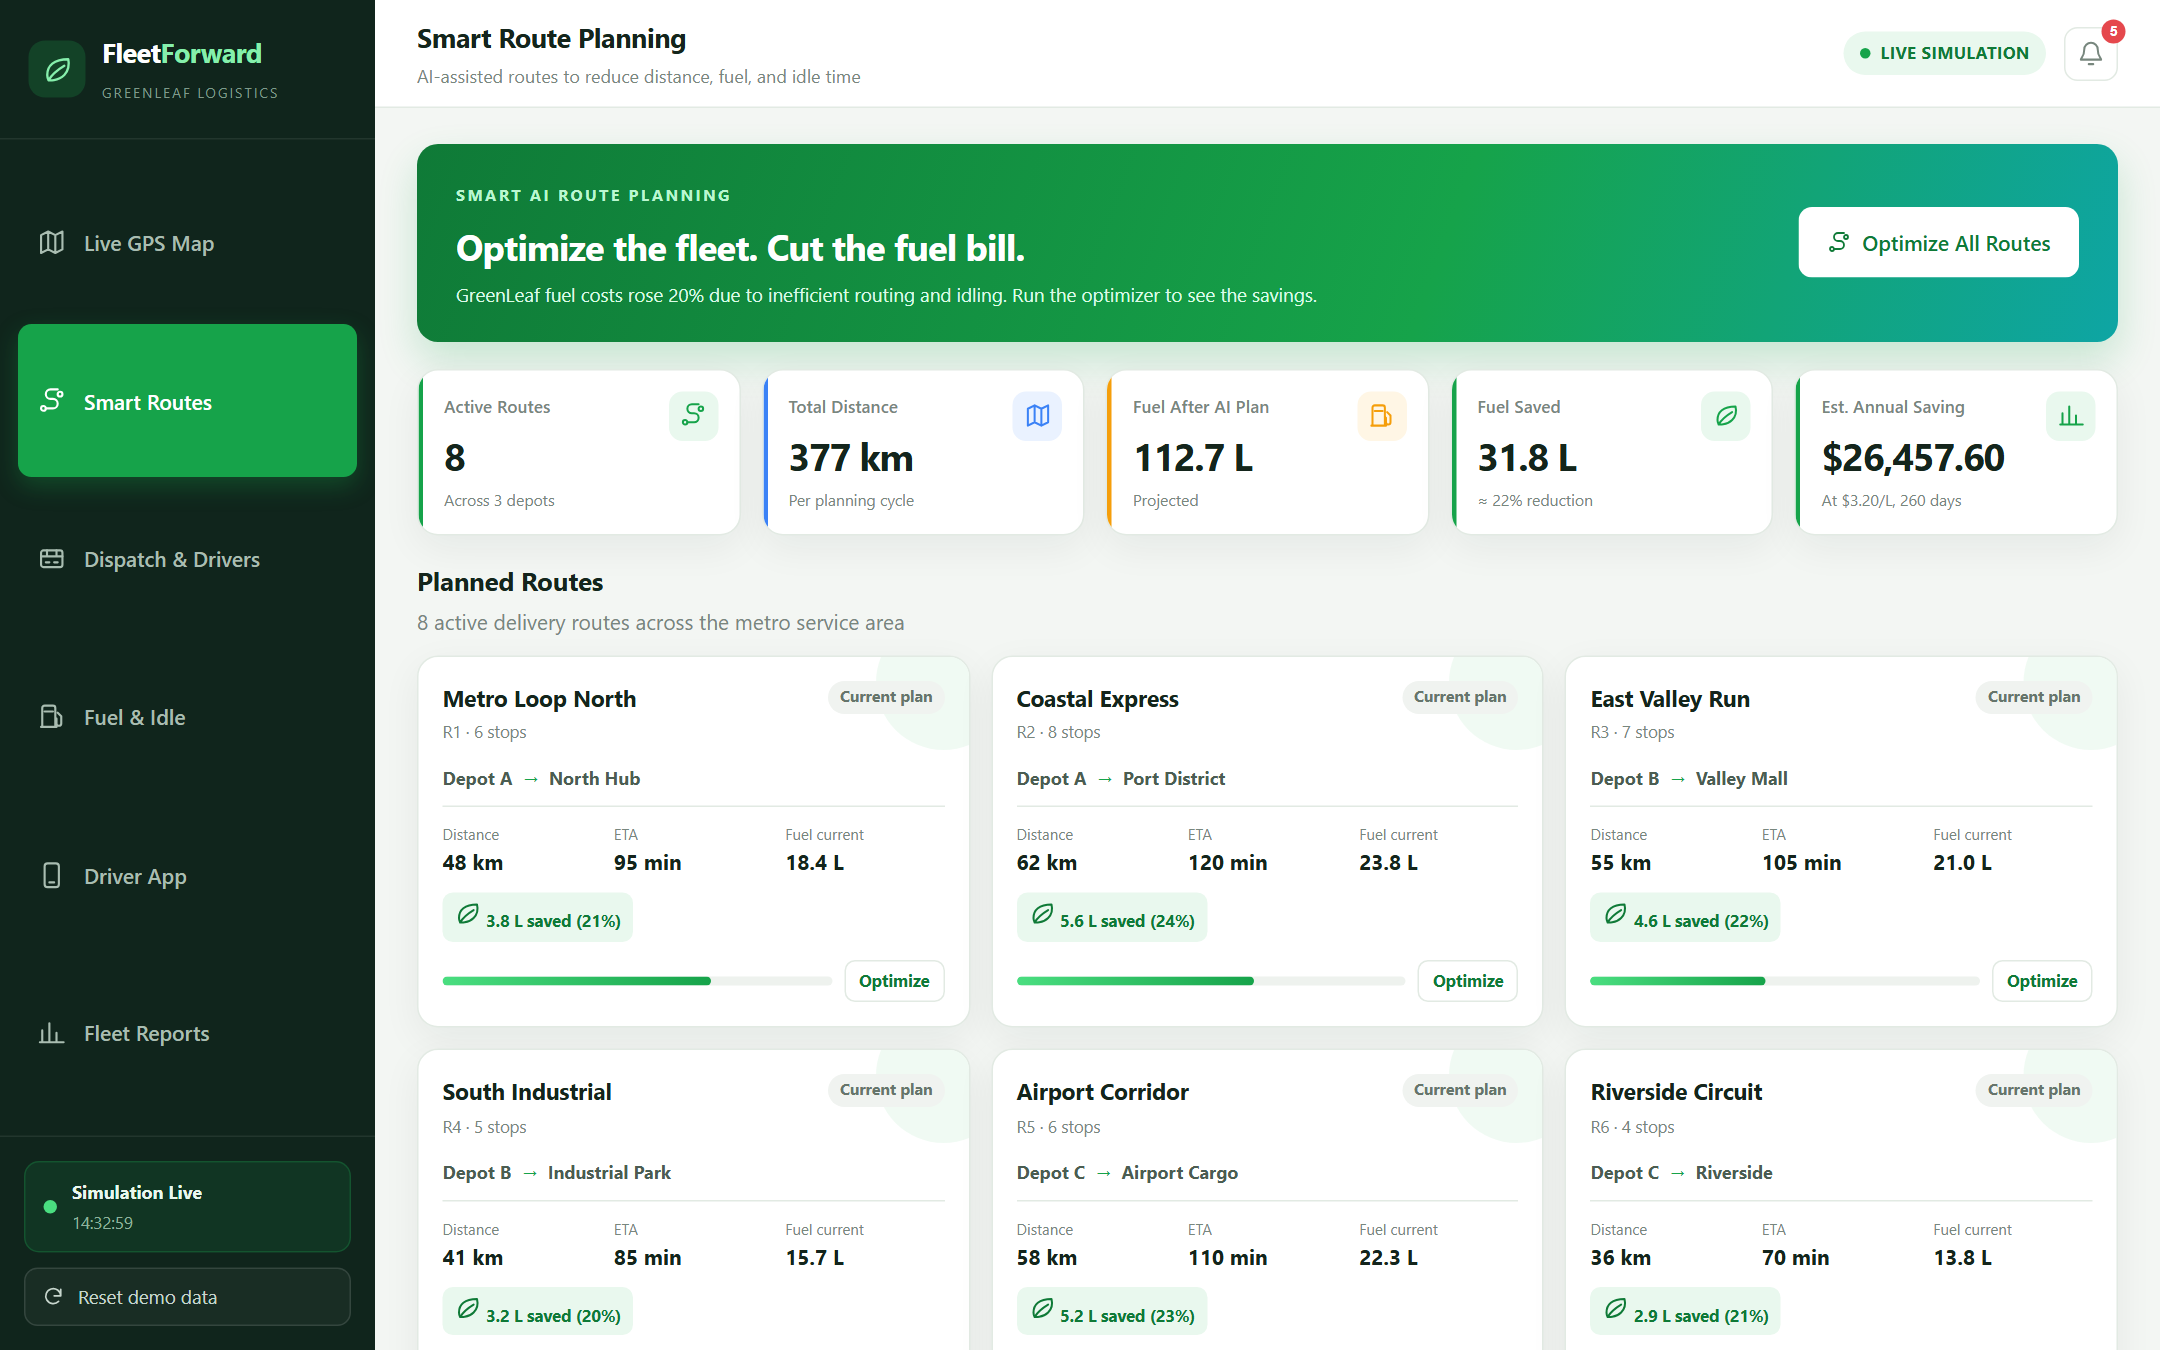 FleetForward
GREENLEAF LOGISTICS
Live GPS Map
Smart Routes
Dispatch & Drivers
Fuel & Idle
Driver App
Fleet Reports
Simulation Live
14:32:59
Reset demo data
Smart Route Planning
AI-assisted routes to reduce distance, fuel, and idle time
LIVE SIMULATION
5
SMART AI ROUTE PLANNING
Optimize the fleet. Cut the fuel bill.
GreenLeaf fuel costs rose 20% due to inefficient routing and idling. Run the optimizer to see the savings.
Optimize All Routes
Active Routes
8
Across 3 depots
Total Distance
377 km
Per planning cycle
Fuel After AI Plan
112.7 L
Projected
Fuel Saved
31.8 L
≈ 22% reduction
Est. Annual Saving
$26,457.60
At $3.20/L, 260 days
Planned Routes
8 active delivery routes across the metro service area
Metro Loop North
Current plan
R1 · 6 stops
Depot A → North Hub
Distance ETA Fuel current
48 km 95 min 18.4 L
3.8 L saved (21%)
Optimize
Coastal Express
Current plan
R2 · 8 stops
Depot A → Port District
Distance ETA Fuel current
62 km 120 min 23.8 L
5.6 L saved (24%)
Optimize
East Valley Run
Current plan
R3 · 7 stops
Depot B → Valley Mall
Distance ETA Fuel current
55 km 105 min 21.0 L
4.6 L saved (22%)
Optimize
South Industrial
Current plan
R4 · 5 stops
Depot B → Industrial Park
Distance ETA Fuel current
41 km 85 min 15.7 L
3.2 L saved (20%)
Airport Corridor
Current plan
R5 · 6 stops
Depot C → Airport Cargo
Distance ETA Fuel current
58 km 110 min 22.3 L
5.2 L saved (23%)
Riverside Circuit
Current plan
R6 · 4 stops
Depot C → Riverside
Distance ETA Fuel current
36 km 70 min 13.8 L
2.9 L saved (21%)